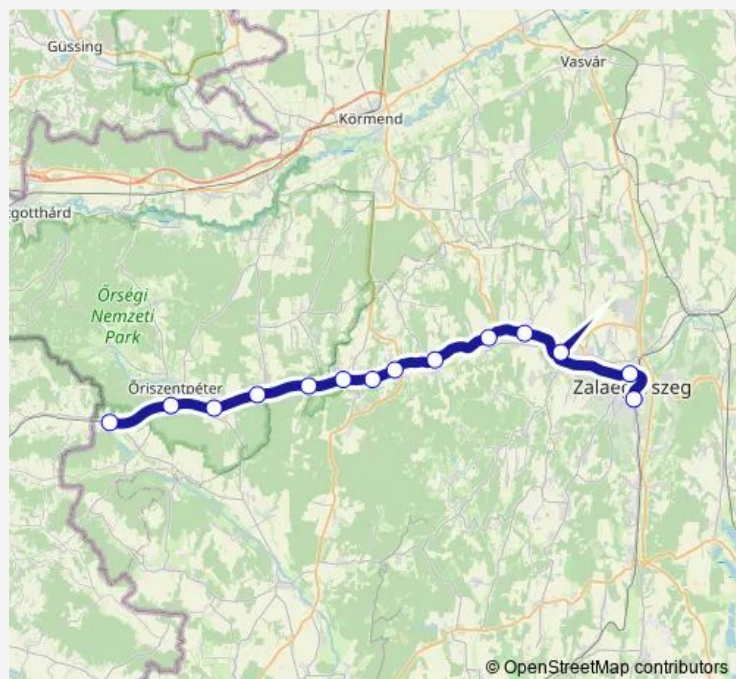 Güssing
Vasvár
Körmend
gotthárd
Őrségi
Nemzeti
Park
Őriszentpéter
Zalaeg szeg
© OpenStreetMap contributors